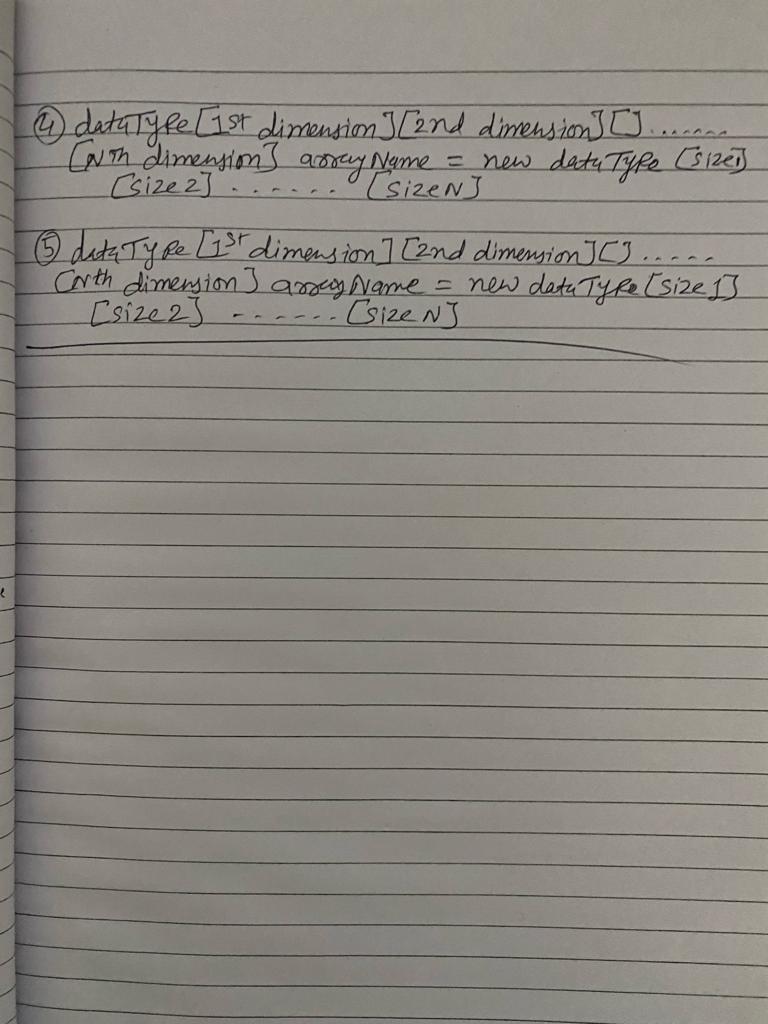 ④ dataType [1st dimension][2nd dimension][].......
[Nth dimension] arrayName = new dataType [size1]
[size2] ....... [sizeN]
⑤ dataType [1st dimension][2nd dimension][].....
[Nth dimension] arrayName = new dataType [size1]
[size2] ....... [sizeN]